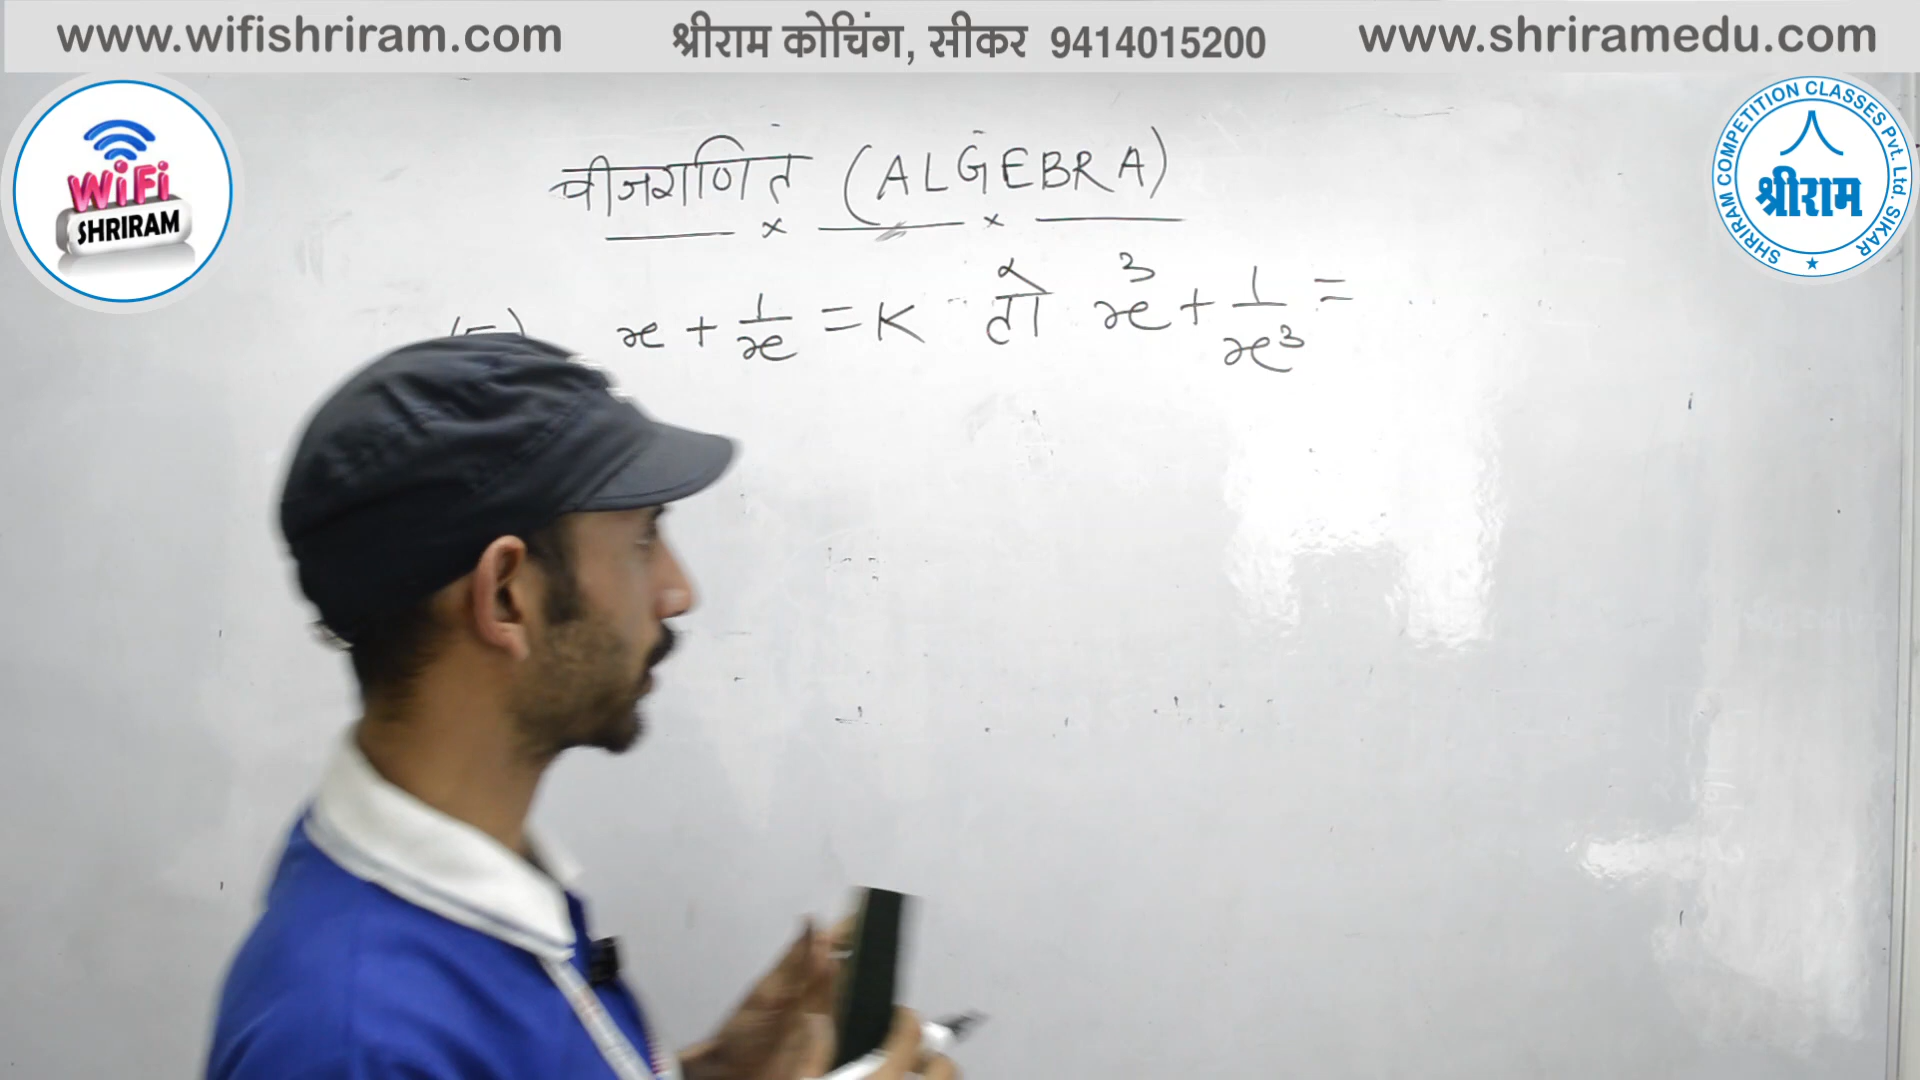 www.wifishriram.com श्रीराम कोचिंग, सीकर 9414015200 www.shriramedu.com
WiFi
SHRIRAM
SHRIRAM COMPETITION CLASSES Pvt. Ltd. SIKAR
श्रीराम
बीजगणित (ALGEBRA)
x + 1/x = K तो x³ + 1/x³ =